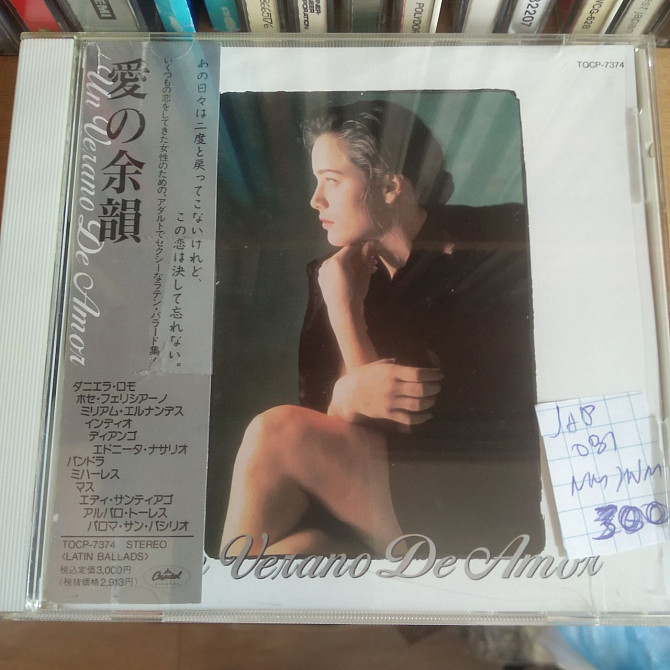 TOCP-7374
愛の余韻
Un Verano De Amor
あの日々は二度と戻ってこないけれど、
この恋は決して忘れない。
いくつもの恋をしてきた女性のための、アダルトでセクシーなラテン・バラード集!
ダニエラ・ロモ
ホセ・フェリシアーノ
ミリアム・エルナンデス
インディオ
ディアンゴ
エドニータ・ナサリオ
パンドラ
ミハーレス
マス
エディ・サンティアゴ
アルバロ・トーレス
パロマ・サン・バシリオ
TOCP-7374 STEREO
〈LATIN BALLADS〉
税込定価3,000円
(税抜価格2,913円)
Capitol
Verano De Amor
JAP
OBI
300